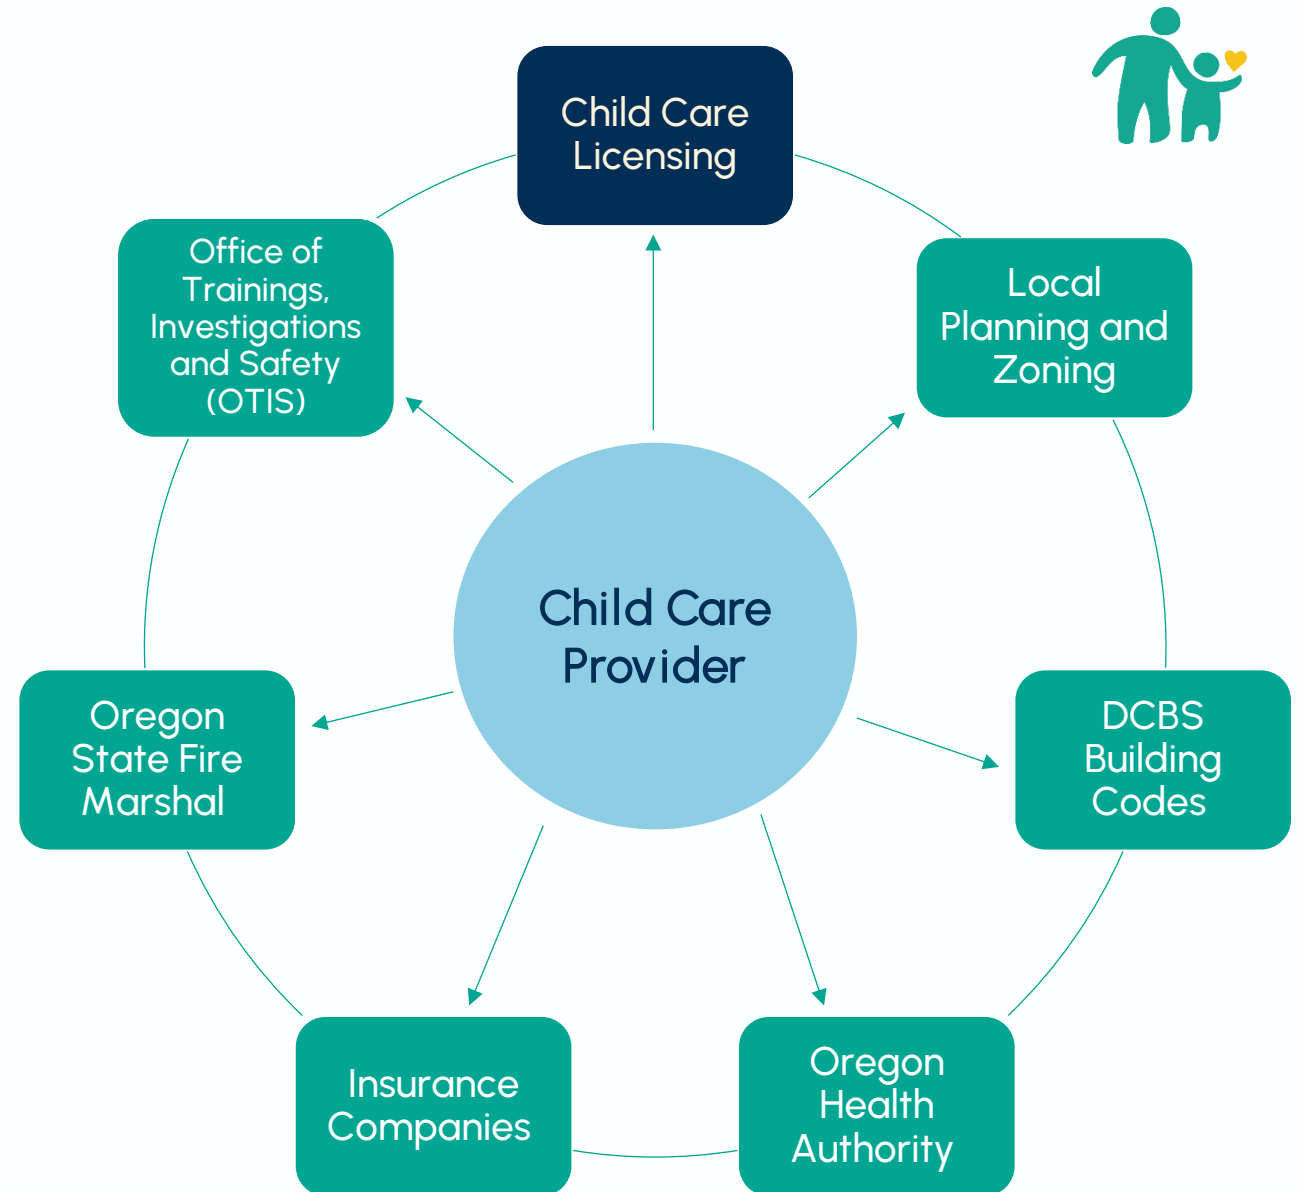 Child Care
Licensing
Local
Planning and
Zoning
DCBS
Building
Codes
Oregon
Health
Authority
Insurance
Companies
Oregon
State Fire
Marshal
Office of
Trainings,
Investigations
and Safety
(OTIS)
Child Care
Provider